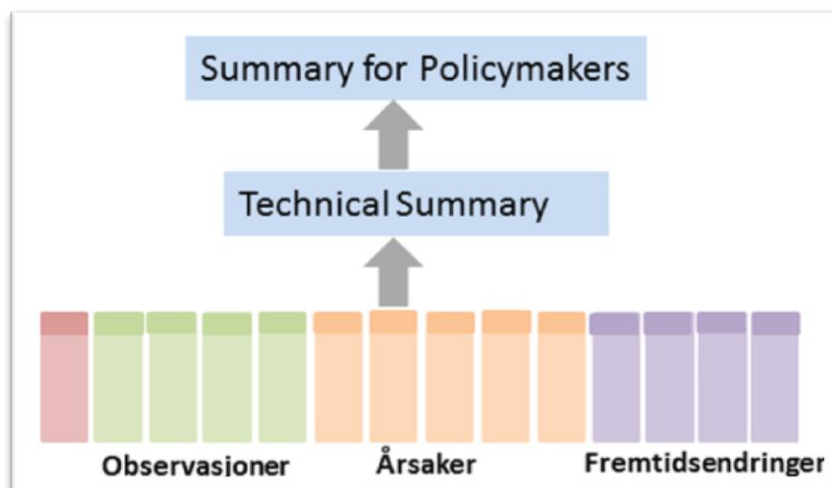 Summary for Policymakers
Technical Summary
Observasjoner
Årsaker
Fremtidsendringer